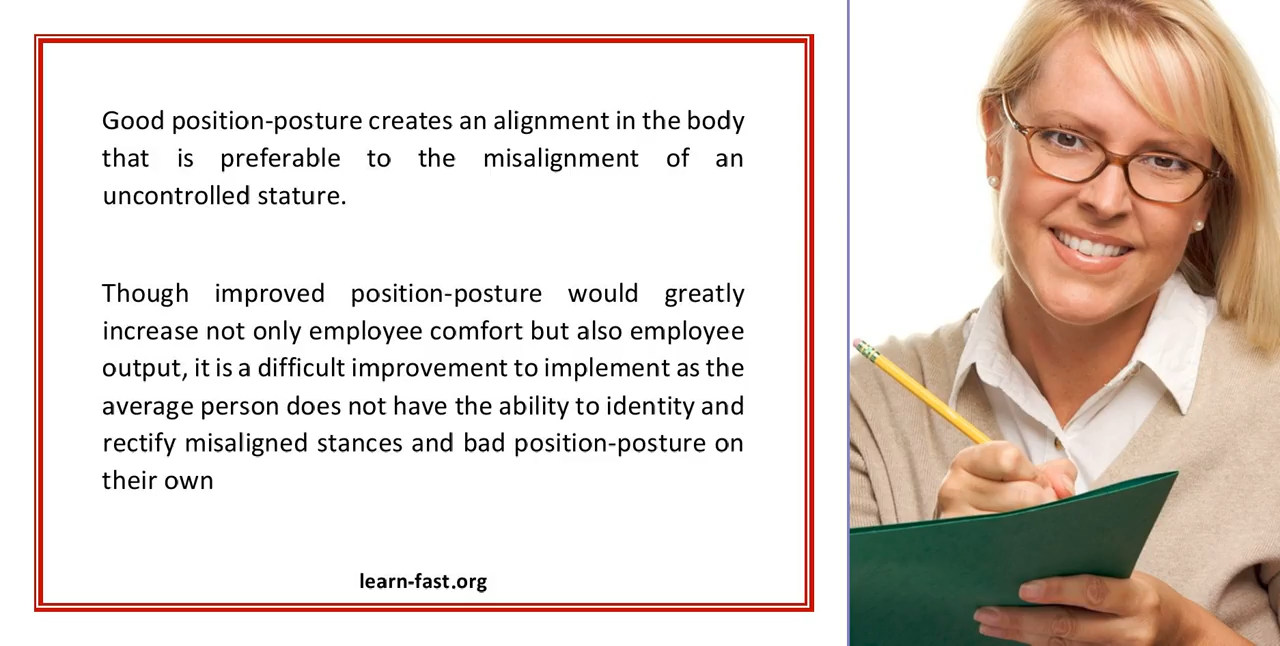 Good position-posture creates an alignment in the body
that is preferable to the misalignment of an
uncontrolled stature.
Though improved position-posture would greatly
increase not only employee comfort but also employee
output, it is a difficult improvement to implement as the
average person does not have the ability to identity and
rectify misaligned stances and bad position-posture on
their own
learn-fast.org